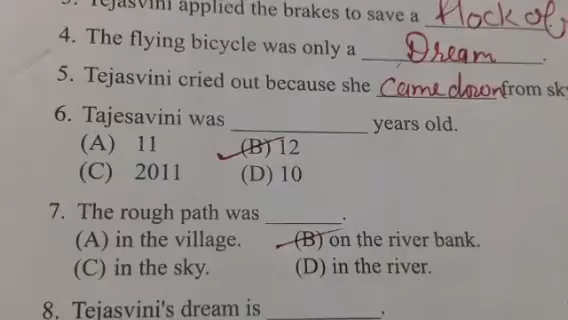 3. Tejasvini applied the brakes to save a flock of
4. The flying bicycle was only a Dream.
5. Tejasvini cried out because she came down from sky
6. Tajesavini was ____________ years old.
(A) 11 (B) 12
(C) 2011 (D) 10
7. The rough path was _______.
(A) in the village. (B) on the river bank.
(C) in the sky. (D) in the river.
8. Tejasvini's dream is __________.